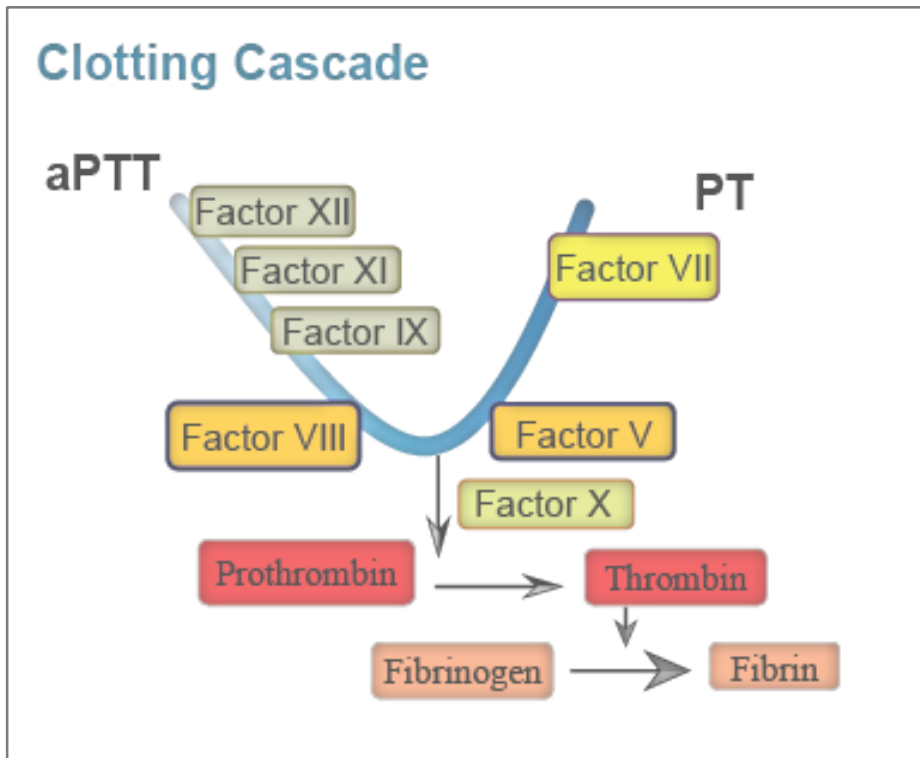 Clotting Cascade
aPTT
PT
Factor XII
Factor XI
Factor VII
Factor IX
Factor VIII
Factor V
Factor X
Prothrombin
Thrombin
Fibrinogen
Fibrin